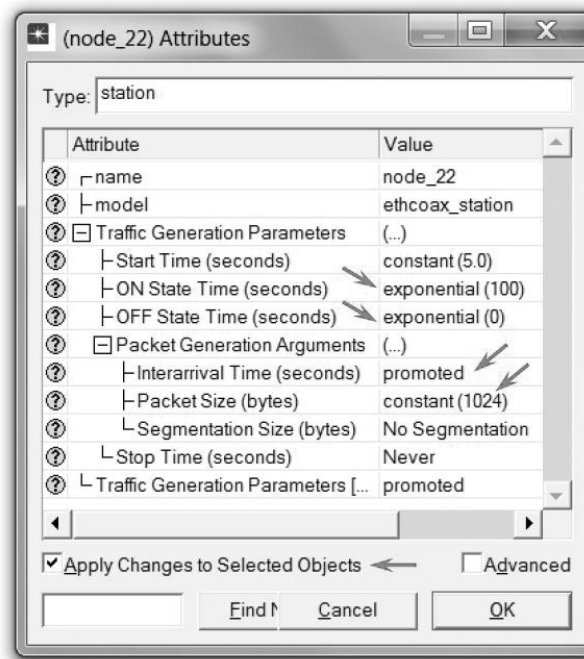 (node_22) Attributes
Type: station
Attribute Value
name node_22
model ethcoax_station
Traffic Generation Parameters (...)
Start Time (seconds) constant (5.0)
ON State Time (seconds) exponential (100)
OFF State Time (seconds) exponential (0)
Packet Generation Arguments (...)
Interarrival Time (seconds) promoted
Packet Size (bytes) constant (1024)
Segmentation Size (bytes) No Segmentation
Stop Time (seconds) Never
Traffic Generation Parameters [... promoted
Apply Changes to Selected Objects Advanced
Find N Cancel OK